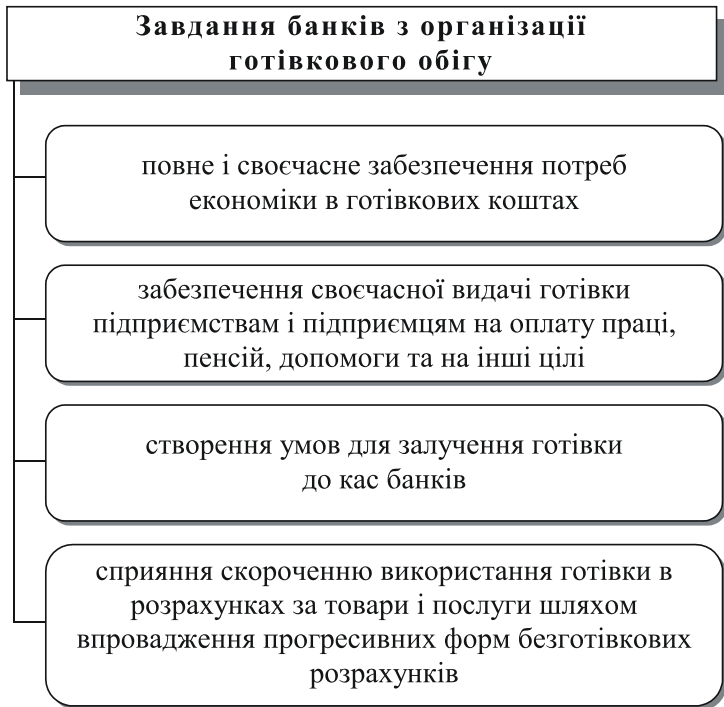 Завдання банків з організації
готівкового обігу
повне і своєчасне забезпечення потреб
економіки в готівкових коштах
забезпечення своєчасної видачі готівки
підприємствам і підприємцям на оплату праці,
пенсій, допомоги та на інші цілі
створення умов для залучення готівки
до кас банків
сприяння скороченню використання готівки в
розрахунках за товари і послуги шляхом
впровадження прогресивних форм безготівкових
розрахунків